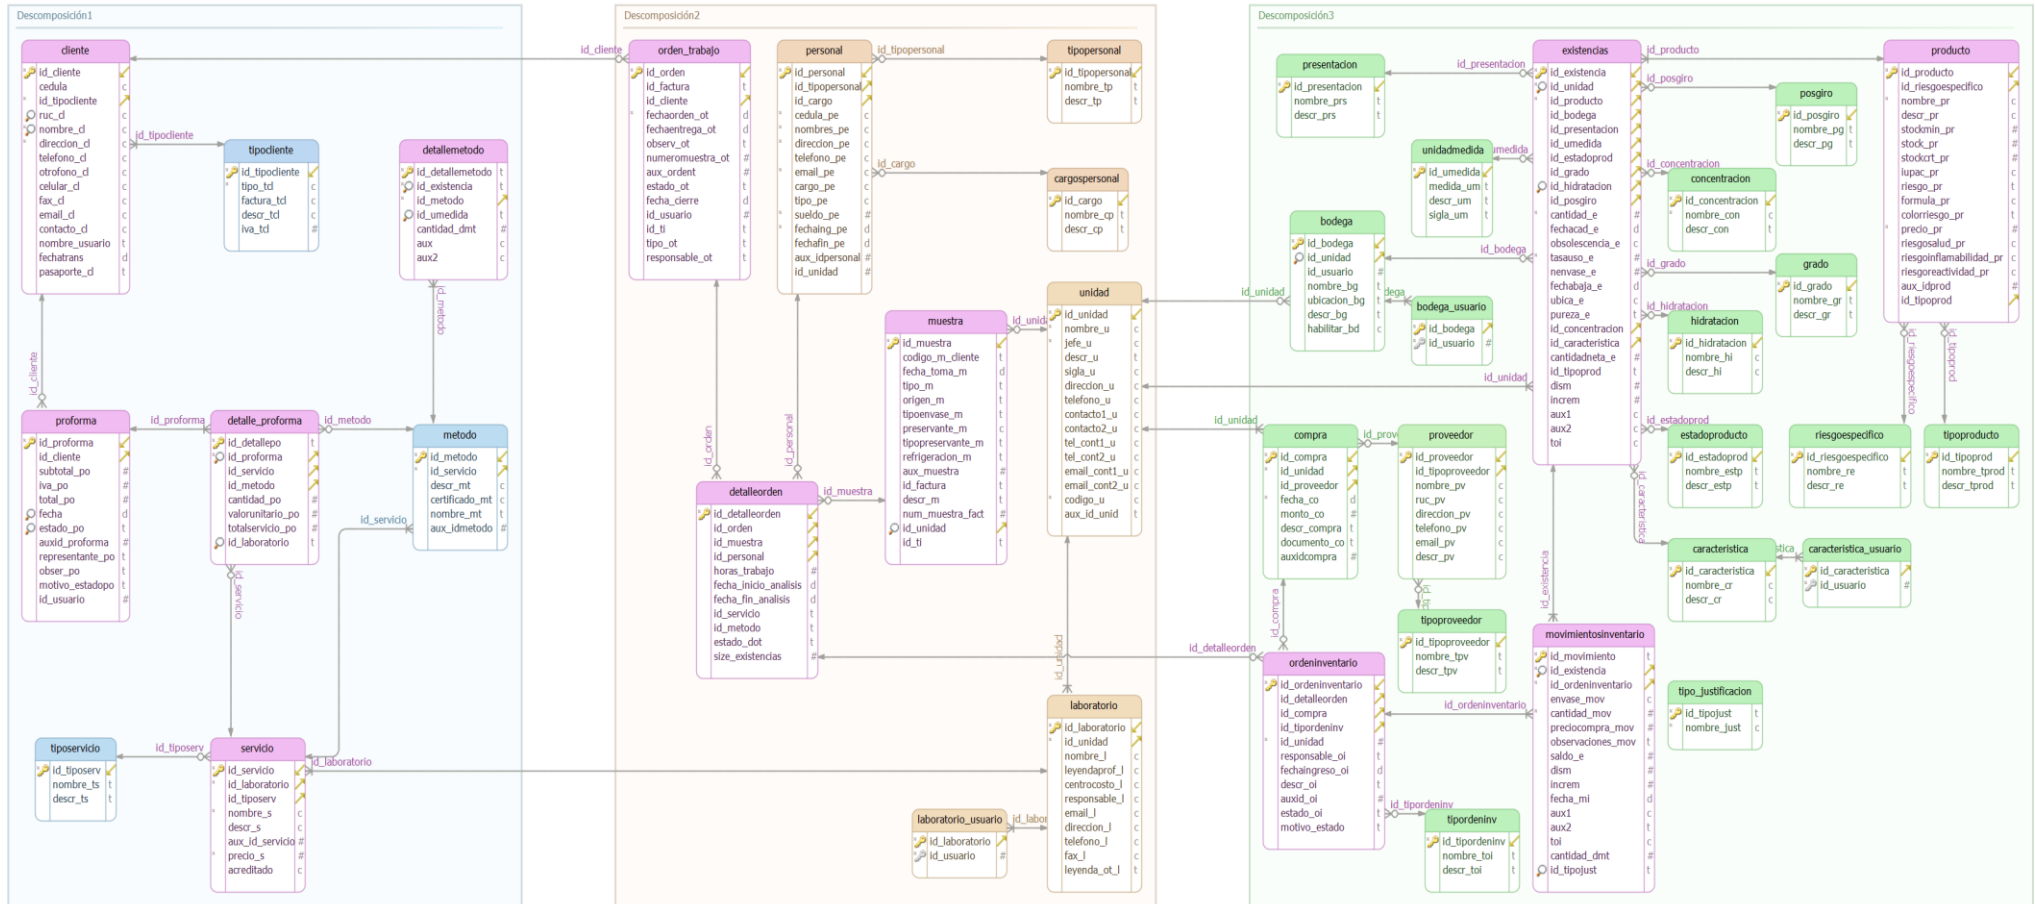 Descomposición1
cliente
id_cliente
cedula
id_tipocliente
ruc_cl
nombre_cl
direccion_cl
telefono_cl
otrofono_cl
celular_cl
fax_cl
email_cl
contacto_cl
nombre_usuario
fechatrans
pasaporte_cl
id_tipocliente
tipocliente
id_tipocliente
tipo_tcl
factura_tcl
descr_tcl
iva_tcl
detallemetodo
id_detallemetodo
id_existencia
id_metodo
id_umedida
cantidad_dmt
aux
aux2
id_metodo
id_cliente
proforma
id_proforma
id_cliente
subtotal_po
iva_po
total_po
fecha
estado_po
auxid_proforma
representante_po
obser_po
motivo_estadopo
id_usuario
id_proforma
detalle_proforma
id_detallepo
id_proforma
id_servicio
id_metodo
cantidad_po
valorunitario_po
totalservicio_po
id_laboratorio
id_metodo
metodo
id_metodo
id_servicio
descr_mt
certificado_mt
nombre_mt
aux_idmetodo
id_servicio
id_servicio
tiposervicio
id_tiposerv
nombre_ts
descr_ts
id_tiposerv
servicio
id_servicio
id_laboratorio
id_tiposerv
nombre_s
descr_s
aux_id_servicio
precio_s
acreditado
id_laboratorio
Descomposición2
id_cliente
orden_trabajo
id_orden
id_factura
id_cliente
fechaorden_ot
fechaentrega_ot
observ_ot
numeromuestra_ot
aux_ordent
estado_ot
fecha_cierre
id_usuario
id_ti
tipo_ot
responsable_ot
personal
id_personal
id_tipopersonal
id_cargo
cedula_pe
nombres_pe
direccion_pe
telefono_pe
email_pe
cargo_pe
tipo_pe
sueldo_pe
fechaing_pe
fechafin_pe
aux_idpersonal
id_unidad
id_tipopersonal
tipopersonal
id_tipopersonal
nombre_tp
descr_tp
id_cargo
cargospersonal
id_cargo
nombre_cp
descr_cp
unidad
id_unidad
nombre_u
jefe_u
descr_u
sigla_u
direccion_u
telefono_u
contacto1_u
contacto2_u
tel_cont1_u
tel_cont2_u
email_cont1_u
email_cont2_u
codigo_u
aux_id_unid
muestra
id_muestra
codigo_m_cliente
fecha_toma_m
tipo_m
origen_m
tipoenvase_m
preservante_m
tipopreservante_m
refrigeracion_m
aux_muestra
id_factura
descr_m
num_muestra_fact
id_unidad
id_ti
id_unida
id_orden
id_personal
detalleorden
id_detalleorden
id_orden
id_muestra
id_personal
horas_trabajo
fecha_inicio_analisis
fecha_fin_analisis
id_servicio
id_metodo
estado_dot
size_existencias
id_muestra
id_unidad
laboratorio
id_laboratorio
id_unidad
nombre_l
leyendaprof_l
centrocosto_l
responsable_l
email_l
direccion_l
telefono_l
fax_l
leyenda_ot_l
laboratorio_usuario
id_laboratorio
id_usuario
id_labor
Descomposición3
presentacion
id_presentacion
nombre_prs
descr_prs
id_presentacion
unidadmedida
id_umedida
medida_um
descr_um
sigla_um
umedida
bodega
id_bodega
id_unidad
id_usuario
nombre_bg
ubicacion_bg
descr_bg
habilitar_bd
id_unidad
id_bodega
dega
bodega_usuario
id_bodega
id_usuario
id_unidad
id_unidad
existencias
id_existencia
id_unidad
id_producto
id_bodega
id_presentacion
id_umedida
id_estadoprod
id_grado
id_hidratacion
id_posgiro
cantidad_e
fechacad_e
obsolescencia_e
tasauso_e
nenvase_e
fechabaja_e
ubica_e
pureza_e
id_concentracion
id_caracteristica
cantidadneta_e
id_tipoprod
dism
increm
aux1
aux2
toi
id_producto
id_posgiro
id_concentracion
id_grado
id_hidratacion
id_estadoprod
id_caracteristica
producto
id_producto
id_riesgoespecifico
nombre_pr
descr_pr
stockmin_pr
stock_pr
stockcrt_pr
iupac_pr
riesgo_pr
formula_pr
colorriesgo_pr
precio_pr
riesgosalud_pr
riesgoinflamabilidad_pr
riesgoreactividad_pr
aux_idprod
id_tipoprod
id_riesgoespecifico
id_tipoprod
posgiro
id_posgiro
nombre_pg
descr_pg
concentracion
id_concentracion
nombre_con
descr_con
grado
id_grado
nombre_gr
descr_gr
hidratacion
id_hidratacion
nombre_hi
descr_hi
estadoproducto
id_estadoprod
nombre_estp
descr_estp
riesgoespecifico
id_riesgoespecifico
nombre_re
descr_re
tipoproducto
id_tipoprod
nombre_tprod
descr_tprod
caracteristica
id_caracteristica
nombre_cr
descr_cr
stica
caracteristica_usuario
id_caracteristica
id_usuario
compra
id_compra
id_unidad
id_proveedor
fecha_co
monto_co
descr_compra
documento_co
auxidcompra
id_prov
proveedor
id_proveedor
id_tipoproveedor
nombre_pv
ruc_pv
direccion_pv
telefono_pv
email_pv
descr_pv
id_tip
tipoproveedor
id_tipoproveedor
nombre_tpv
descr_tpv
id_compra
id_detalleorden
ordeninventario
id_ordeninventario
id_detalleorden
id_compra
id_tipordeninv
id_unidad
responsable_oi
fechaingreso_oi
descr_oi
auxid_oi
estado_oi
motivo_estado
id_ordeninventario
id_tipordeninv
tipordeninv
id_tipordeninv
nombre_toi
descr_toi
id_existencia
movimientosinventario
id_movimiento
id_existencia
id_ordeninventario
envase_mov
cantidad_mov
preciocompra_mov
observaciones_mov
saldo_e
dism
increm
fecha_mi
aux1
aux2
toi
cantidad_dmt
id_tipojust
tipo_justificacion
id_tipojust
nombre_just